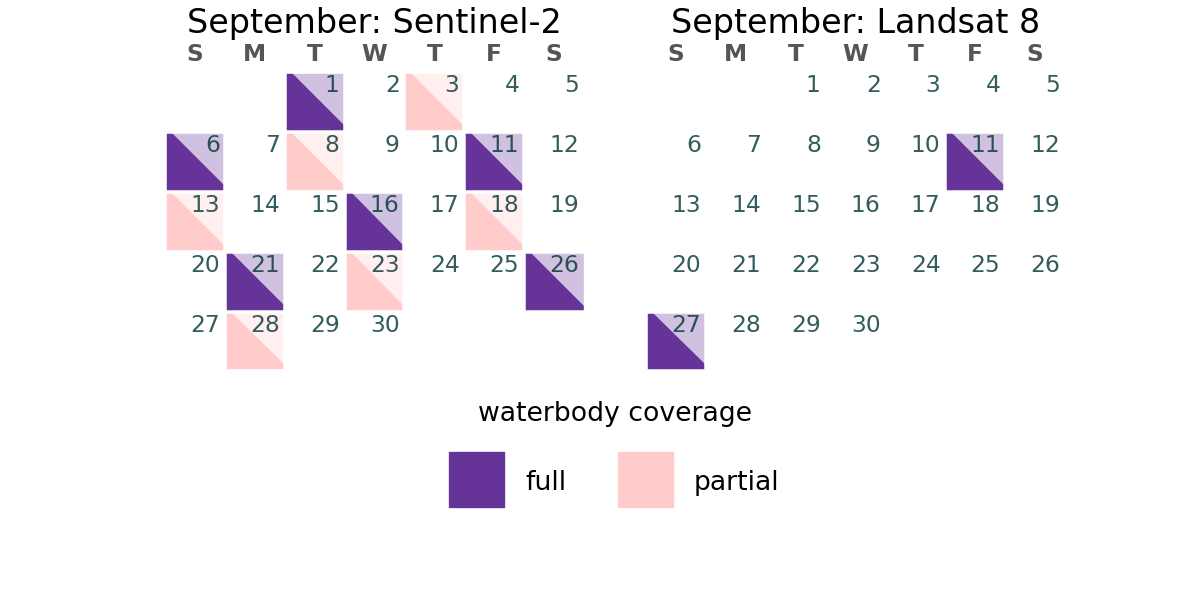 September: Sentinel-2
S M T W T F S
1 2 3 4 5
6 7 8 9 10 11 12
13 14 15 16 17 18 19
20 21 22 23 24 25 26
27 28 29 30
September: Landsat 8
S M T W T F S
1 2 3 4 5
6 7 8 9 10 11 12
13 14 15 16 17 18 19
20 21 22 23 24 25 26
27 28 29 30
waterbody coverage
full
partial